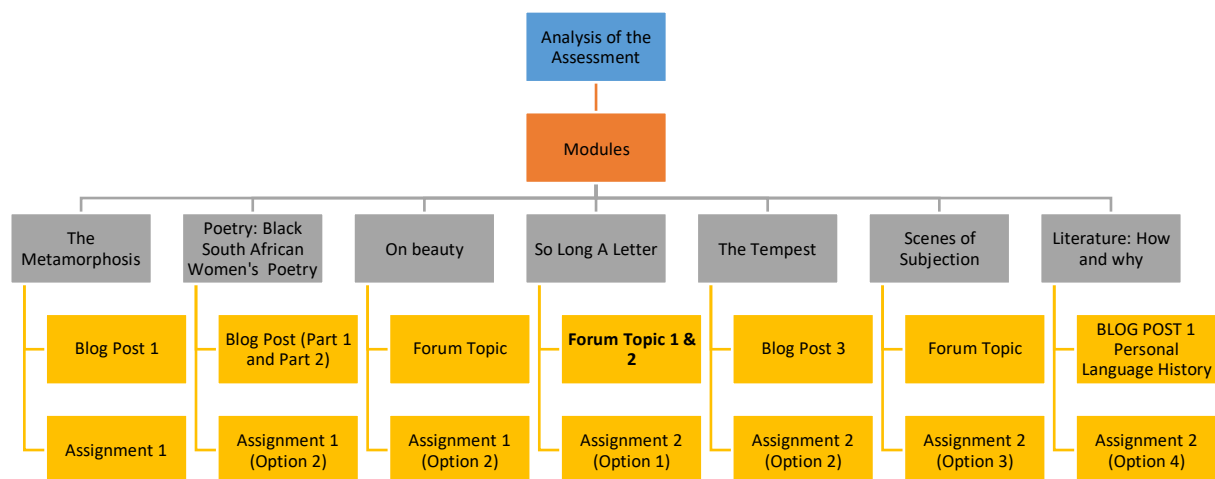 Analysis of the
Assessment
Modules
The
Metamorphosis
Poetry: Black
South African
Women's Poetry
On beauty
So Long A Letter
The Tempest
Scenes of
Subjection
Literature: How
and why
Blog Post 1
Blog Post (Part 1
and Part 2)
Forum Topic
Forum Topic 1 &
2
Blog Post 3
Forum Topic
BLOG POST 1
Personal
Language History
Assignment 1
Assignment 1
(Option 2)
Assignment 1
(Option 2)
Assignment 2
(Option 1)
Assignment 2
(Option 2)
Assignment 2
(Option 3)
Assignment 2
(Option 4)